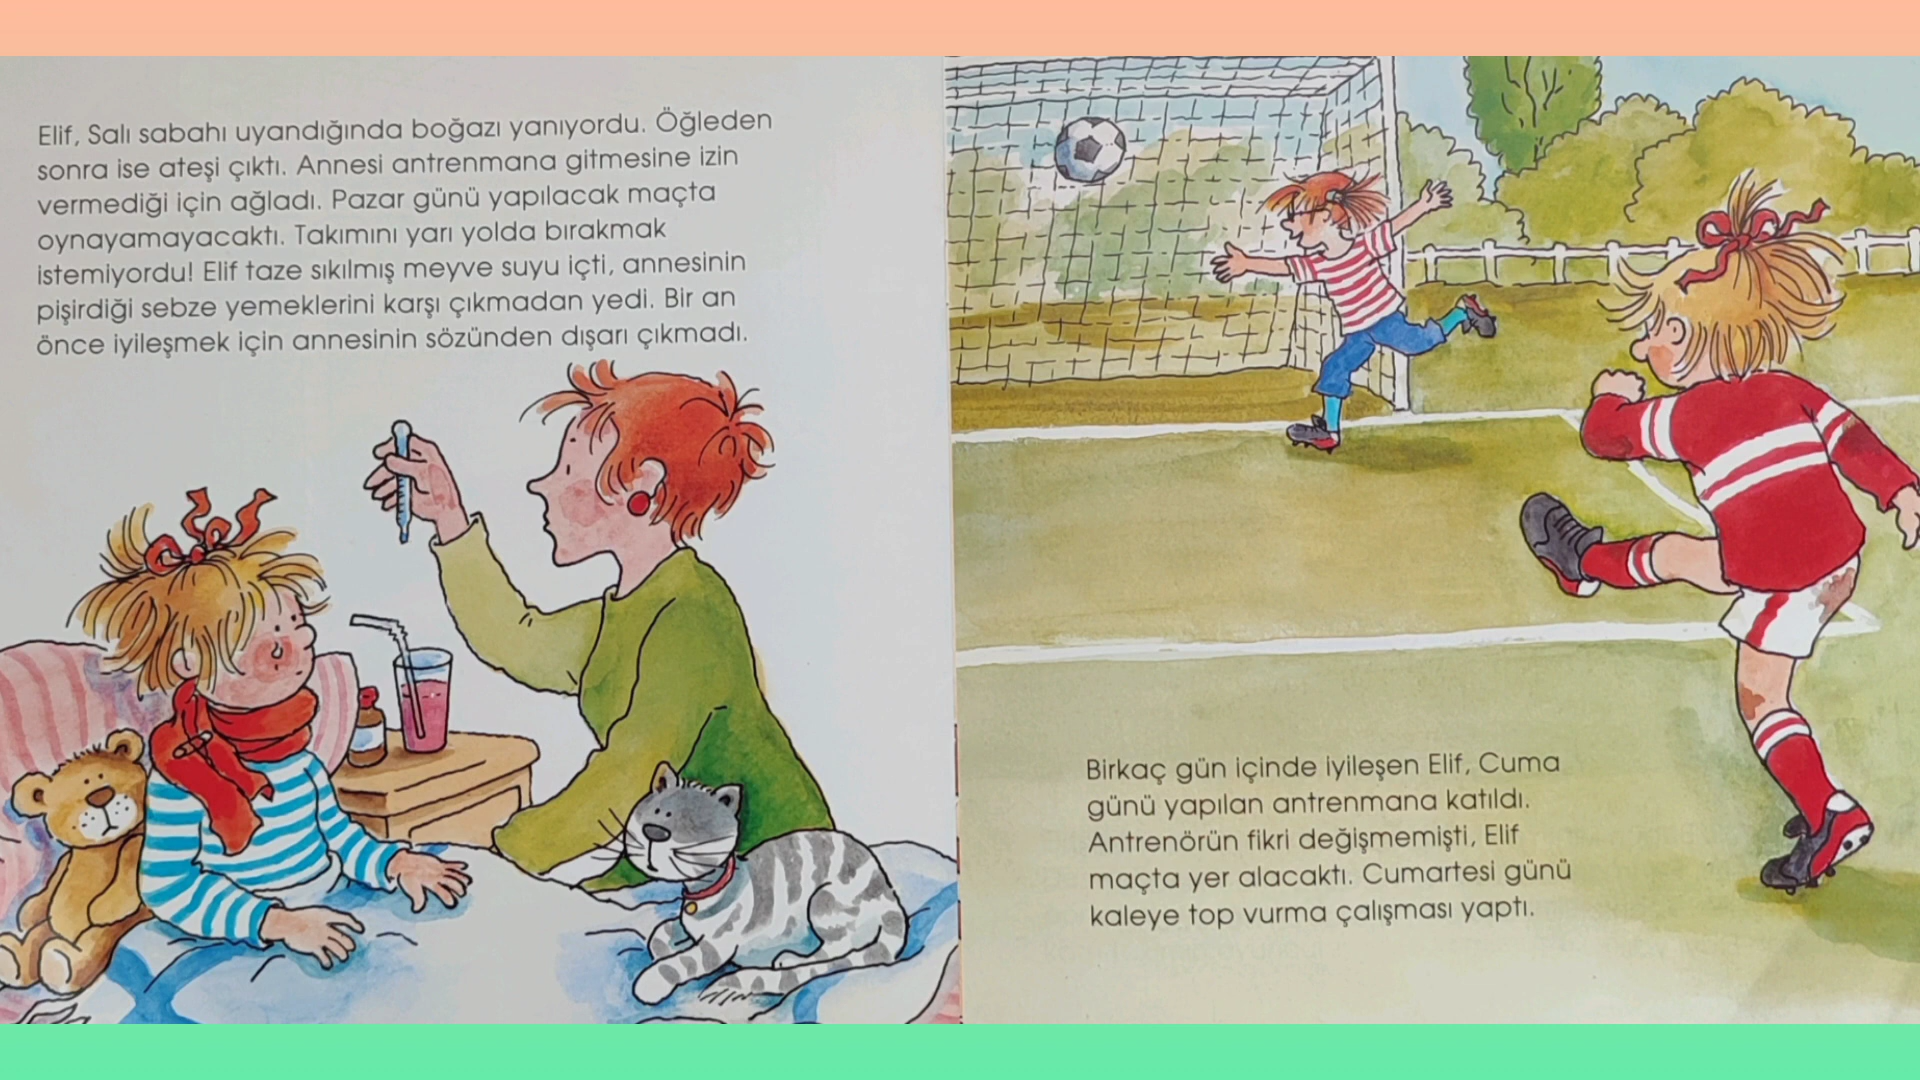 Elif, Salı sabahı uyandığında boğazı yanıyordu. Öğleden
sonra ise ateşi çıktı. Annesi antrenmana gitmesine izin
vermediği için ağladı. Pazar günü yapılacak maçta
oynayamayacaktı. Takımını yarı yolda bırakmak
istemiyordu! Elif taze sıkılmış meyve suyu içti, annesinin
pişirdiği sebze yemeklerini karşı çıkmadan yedi. Bir an
önce iyileşmek için annesinin sözünden dışarı çıkmadı.
Birkaç gün içinde iyileşen Elif, Cuma
günü yapılan antrenmana katıldı.
Antrenörün fikri değişmemişti, Elif
maçta yer alacaktı. Cumartesi günü
kaleye top vurma çalışması yaptı.